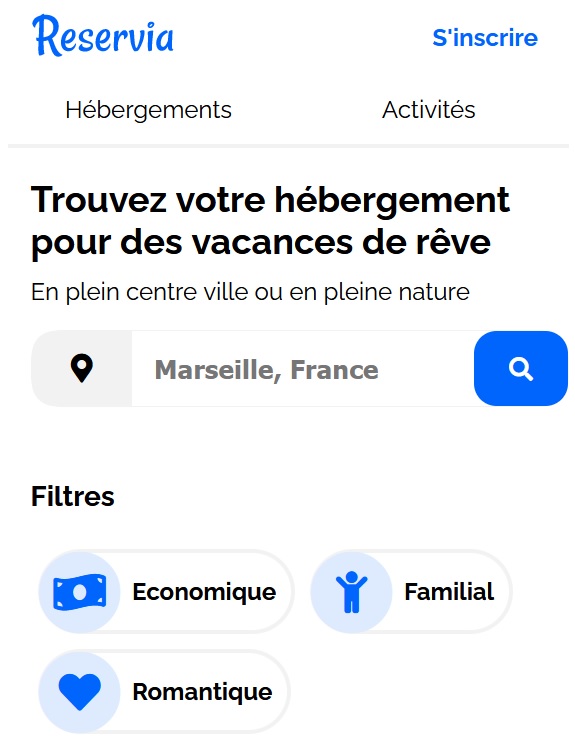 Reservia
S'inscrire
Hébergements
Activités
Trouvez votre hébergement
pour des vacances de rêve
En plein centre ville ou en pleine nature
Marseille, France
Filtres
Economique
Familial
Romantique